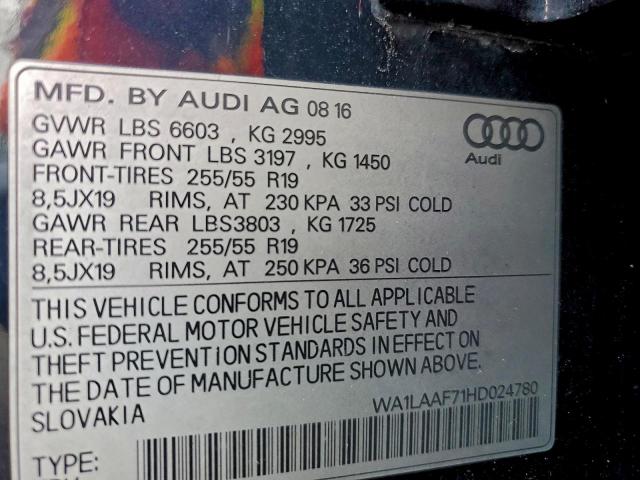 MFD. BY AUDI AG 08 16
GVWR LBS 6603 , KG 2995
GAWR FRONT LBS 3197 , KG 1450
FRONT-TIRES 255/55 R19
8,5JX19 RIMS, AT 230 KPA 33 PSI COLD
GAWR REAR LBS3803 , KG 1725
REAR-TIRES 255/55 R19
8,5JX19 RIMS, AT 250 KPA 36 PSI COLD
Audi
THIS VEHICLE CONFORMS TO ALL APPLICABLE
U.S. FEDERAL MOTOR VEHICLE SAFETY AND
THEFT PREVENTION STANDARDS IN EFFECT ON
THE DATE OF MANUFACTURE SHOWN ABOVE.
SLOVAKIA
WA1LAAF71HD024780
TYPE: